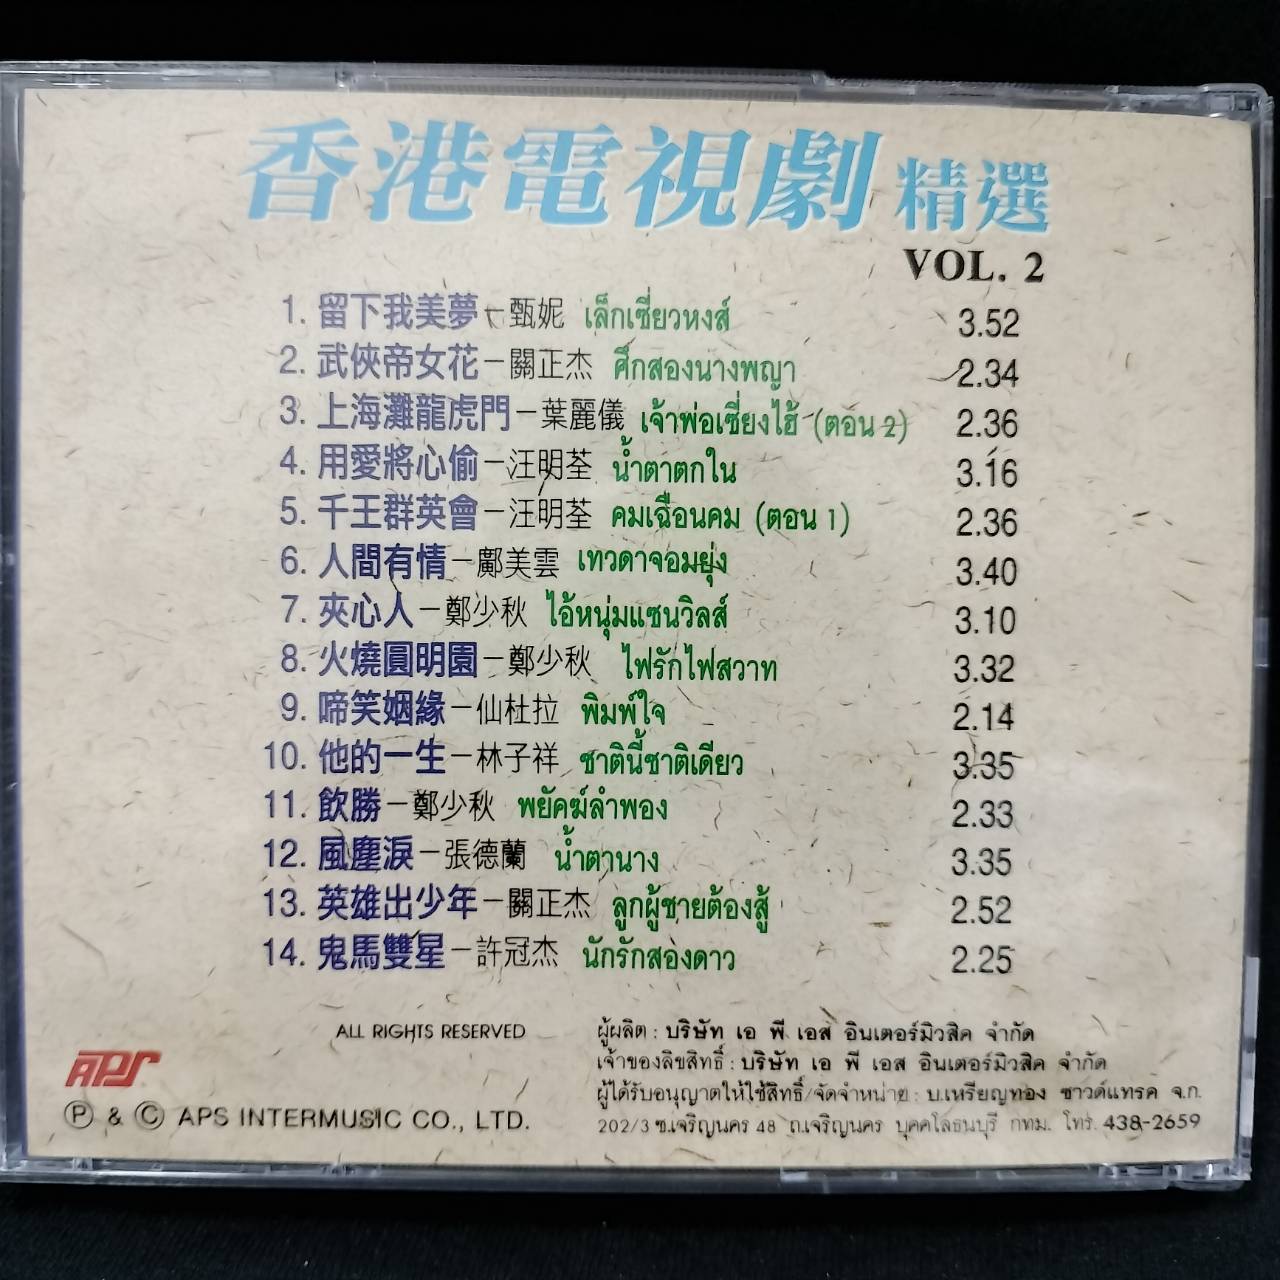 香港電視劇 精選
VOL. 2
1. 留下我美夢－甄妮 เล็กเซี่ยวหงส์ 3.52
2. 武俠帝女花－關正杰 ศึกสองนางพญา 2.34
3. 上海灘龍虎鬥－葉麗儀 เจ้าพ่อเซี่ยงไฮ้ (ตอน 2) 2.36
4. 用愛將心偷－汪明荃 น้ำตาตกใน 3.16
5. 千王群英會－汪明荃 คมเฉือนคม (ตอน 1) 2.36
6. 人間有情－鄺美雲 เทวดาจอมยุ่ง 3.40
7. 夾心人－鄭少秋 ไอ้หนุ่มแซนวิลส์ 3.10
8. 火燒圓明園－鄭少秋 ไฟรักไฟสวาท 3.32
9. 啼笑姻緣－仙杜拉 พิมพ์ใจ 2.14
10. 他的一生－林子祥 ชาตินี้ชาติเดียว 3.35
11. 飲勝－鄭少秋 พยัคฆ์ลำพอง 2.33
12. 風塵淚－張德蘭 น้ำตานาง 3.35
13. 英雄出少年－關正杰 ลูกผู้ชายต้องสู้ 2.52
14. 鬼馬雙星－許冠杰 นักรักสองดาว 2.25
ALL RIGHTS RESERVED
APS
Ⓟ & Ⓒ APS INTERMUSIC CO., LTD.
ผู้ผลิต : บริษัท เอ พี เอส อินเตอร์มิวสิค จำกัด
เจ้าของลิขสิทธิ์ : บริษัท เอ พี เอส อินเตอร์มิวสิค จำกัด
ผู้ได้รับอนุญาตให้ใช้สิทธิ์/จัดจำหน่าย : บ.เหรียญทอง ซาวด์แทรค จ.ก.
202/3 ซ.เจริญนคร 48 ถ.เจริญนคร บุคคโลธนบุรี กทม. โทร. 438-2659